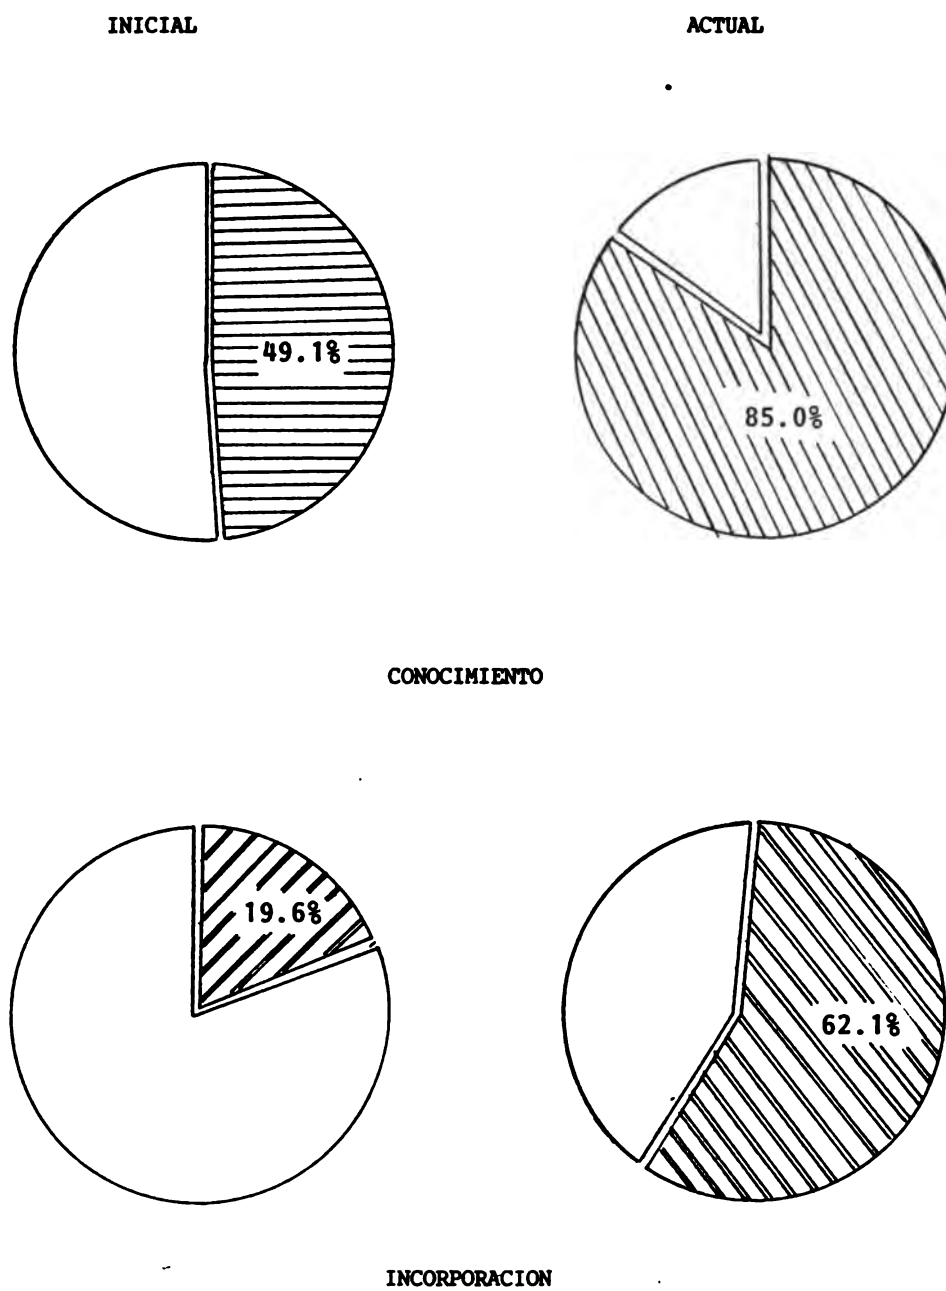 INICIAL
ACTUAL
49.1%
85.0%
CONOCIMIENTO
19.6%
62.1%
INCORPORACION